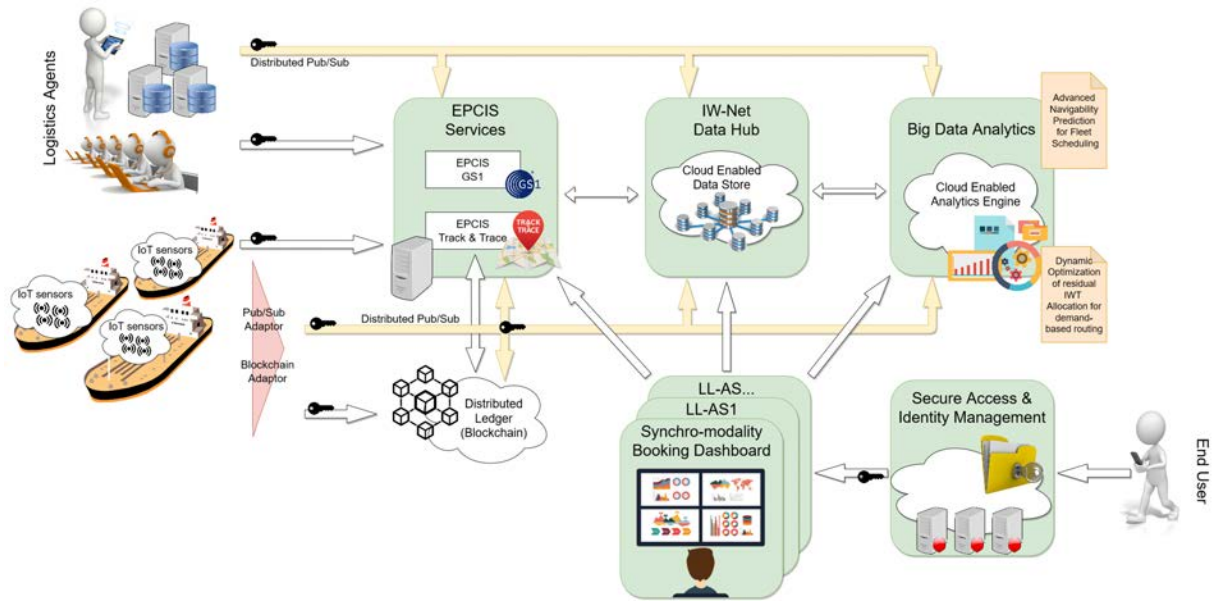 Logistics Agents
Distributed Pub/Sub
EPCIS
Services
EPCIS
GS1
GS1
EPCIS
Track & Trace
TRACK
&
TRACE
IW-Net
Data Hub
Cloud Enabled
Data Store
Big Data Analytics
Cloud Enabled
Analytics Engine
Advanced
Navigability
Prediction
for Fleet
Scheduling
Dynamic
Optimization
of residual
IWT
Allocation for
demand-
based routing
IoT sensors
IoT sensors
IoT sensors
Pub/Sub
Adaptor
Blockchain
Adaptor
Distributed Pub/Sub
Distributed
Ledger
(Blockchain)
LL-AS...
LL-AS1
Synchro-modality
Booking Dashboard
Secure Access &
Identity Management
End User